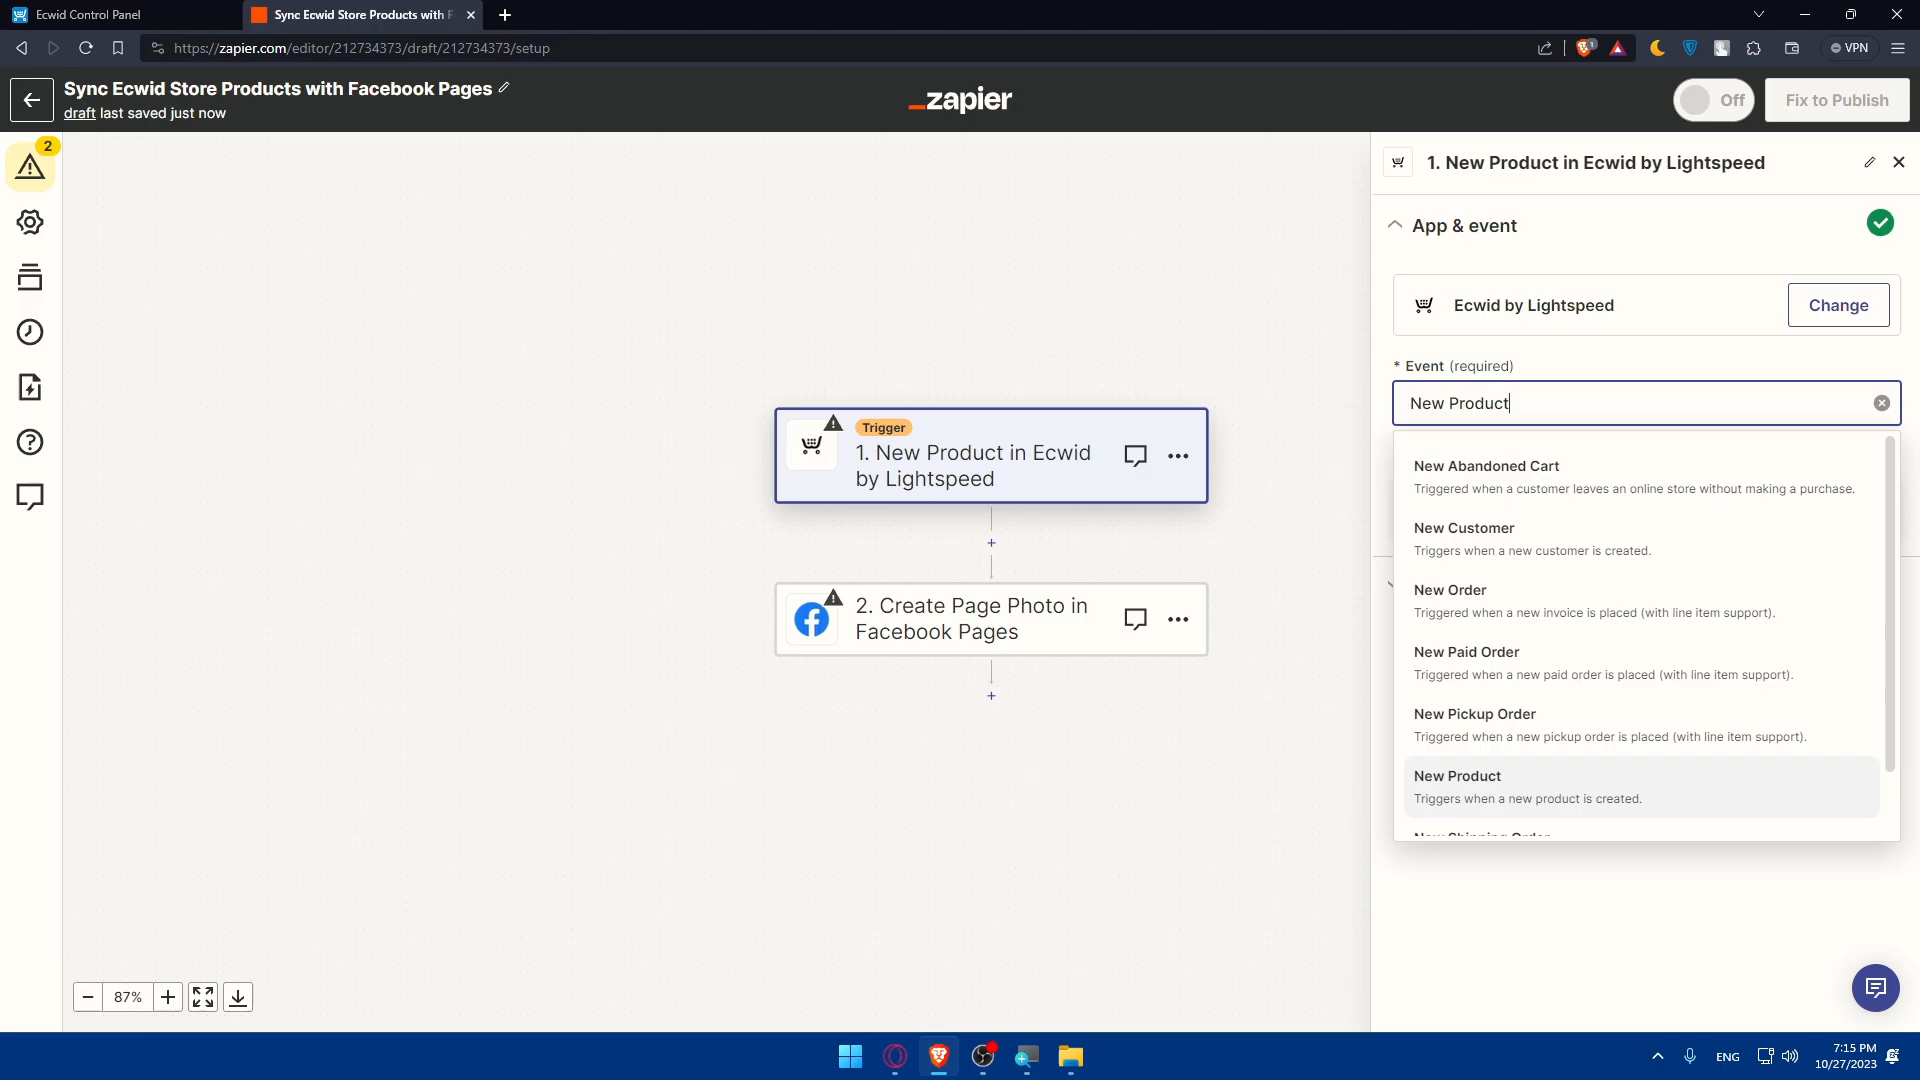 Ecwid Control Panel
Sync Ecwid Store Products with F
https://zapier.com/editor/212734373/draft/212734373/setup
1
VPN
Sync Ecwid Store Products with Facebook Pages
draft last saved just now
zapier
Off
Fix to Publish
2
1. New Product in Ecwid by Lightspeed
App & event
Ecwid by Lightspeed
Change
* Event (required)
New Product
New Abandoned Cart
Triggered when a customer leaves an online store without making a purchase.
New Customer
Triggers when a new customer is created.
New Order
Triggered when a new invoice is placed (with line item support).
New Paid Order
Triggered when a new paid order is placed (with line item support).
New Pickup Order
Triggered when a new pickup order is placed (with line item support).
New Product
Triggers when a new product is created.
New Shipping Order
Trigger
1. New Product in Ecwid
by Lightspeed
2. Create Page Photo in
Facebook Pages
87%
ENG
7:15 PM
10/27/2023